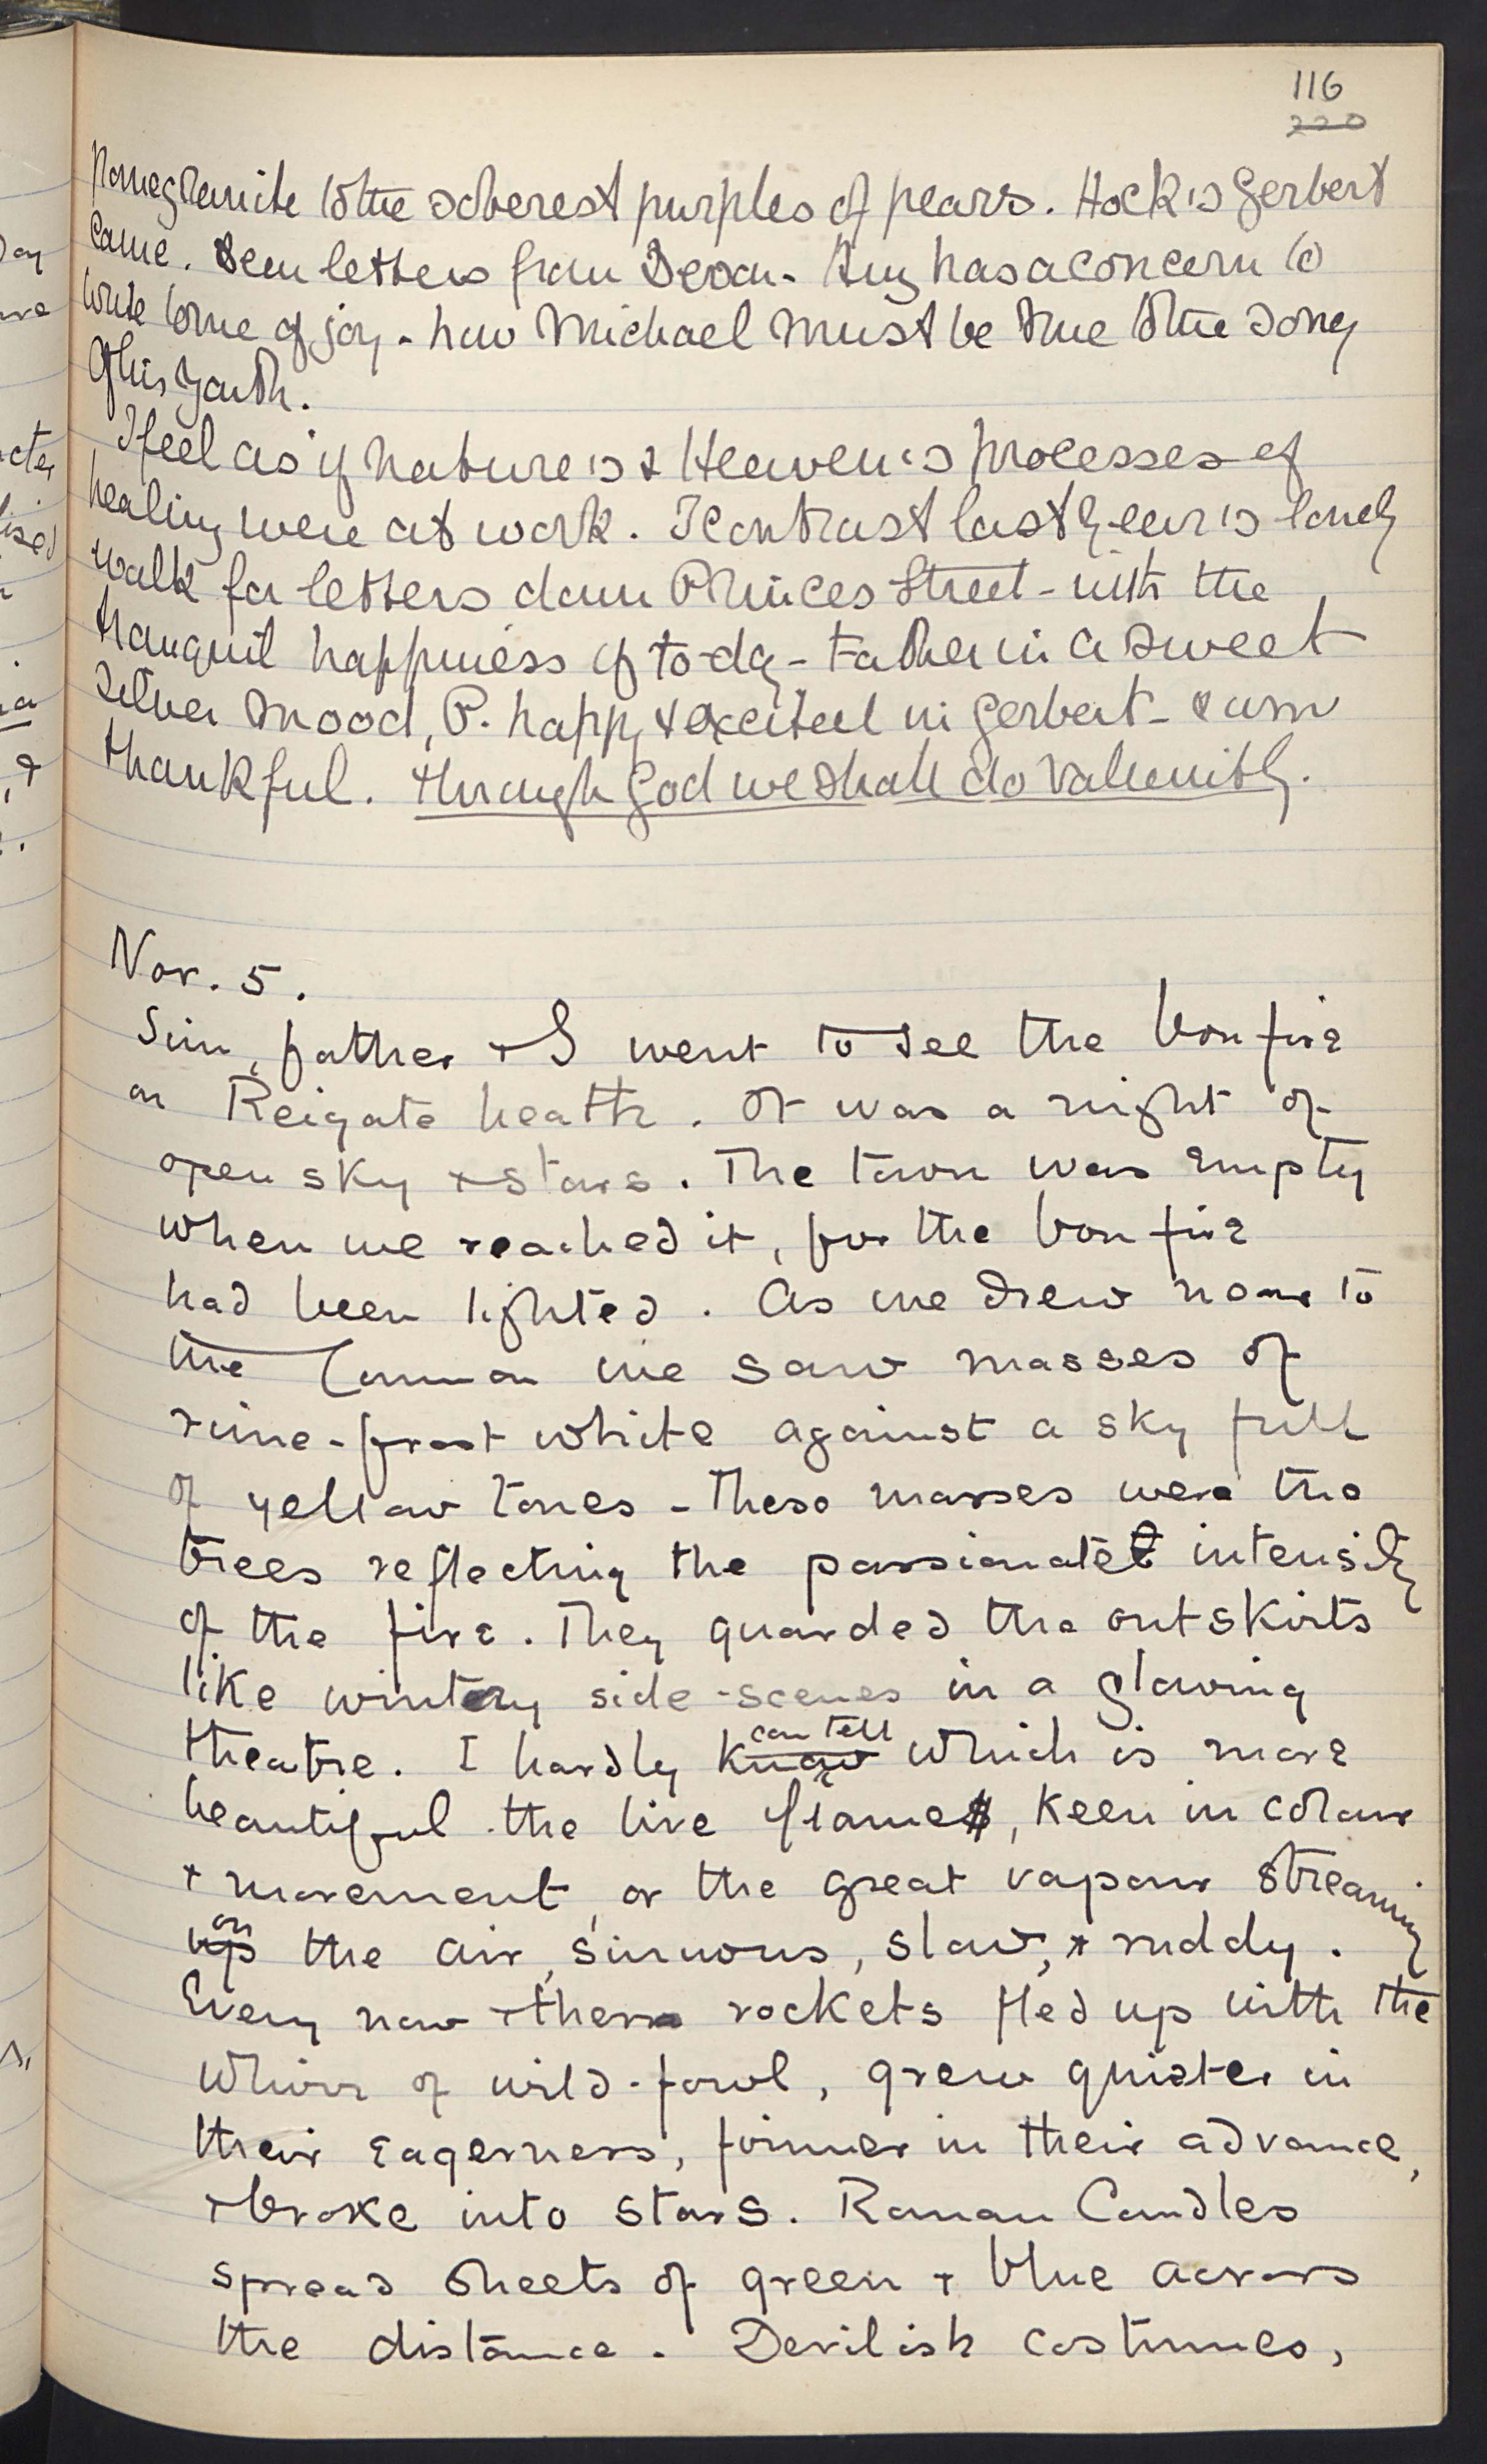 116
220
pomegranite to the soberest purples of pears. Hock's Gerbert
came. Seen letters from Devon. Amy has a concern to
write to me of joy - how Michael must be true to the song
of his youth.
I feel as if nature's & Heaven's processes of
healing were at work. I contrast last year's lonely
walk for letters down Princes Street - with the
tranquil happiness of to-day - father in a sweet
silver mood, P. happy & excited in Gerbert - & am
thankful. through God we shall do valiantly.
Nov. 5.
Sim, father & I went to see the bonfire
on Reigate heath. It was a night of
open sky & stars. The town was empty
when we reached it, for the bonfire
had been lighted. As we drew near to
the Common we saw masses of
rime-frost white against a sky full
of yellow tones - These masses were the
trees reflecting the passionate intensity
of the fire. They guarded the outskirts
like wintry side-scenes in a glowing
theatre. I hardly know can tell which is more
beautiful the live flame, keen in colour
& movement, or the great vapour streaming
up on the air, sinuous, slow, & ruddy.
Every now & then rockets fled up with the
whirr of wild-fowl, grew quieter in
their eagerness, firmer in their advance,
& broke into stars. Roman Candles
spread sheets of green & blue across
the distance. Devilish costumes,